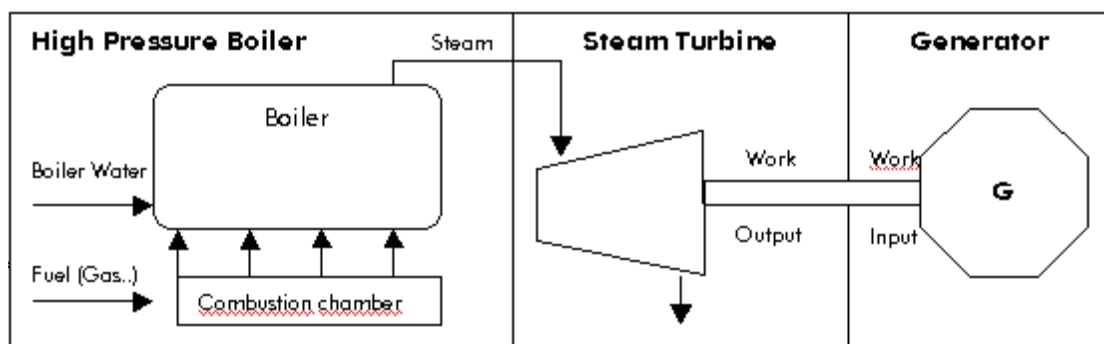 High Pressure Boiler
Steam
Steam Turbine
Generator
Boiler
Boiler Water
Work
Work
G
Output
Input
Fuel (Gas..)
Combustion chamber